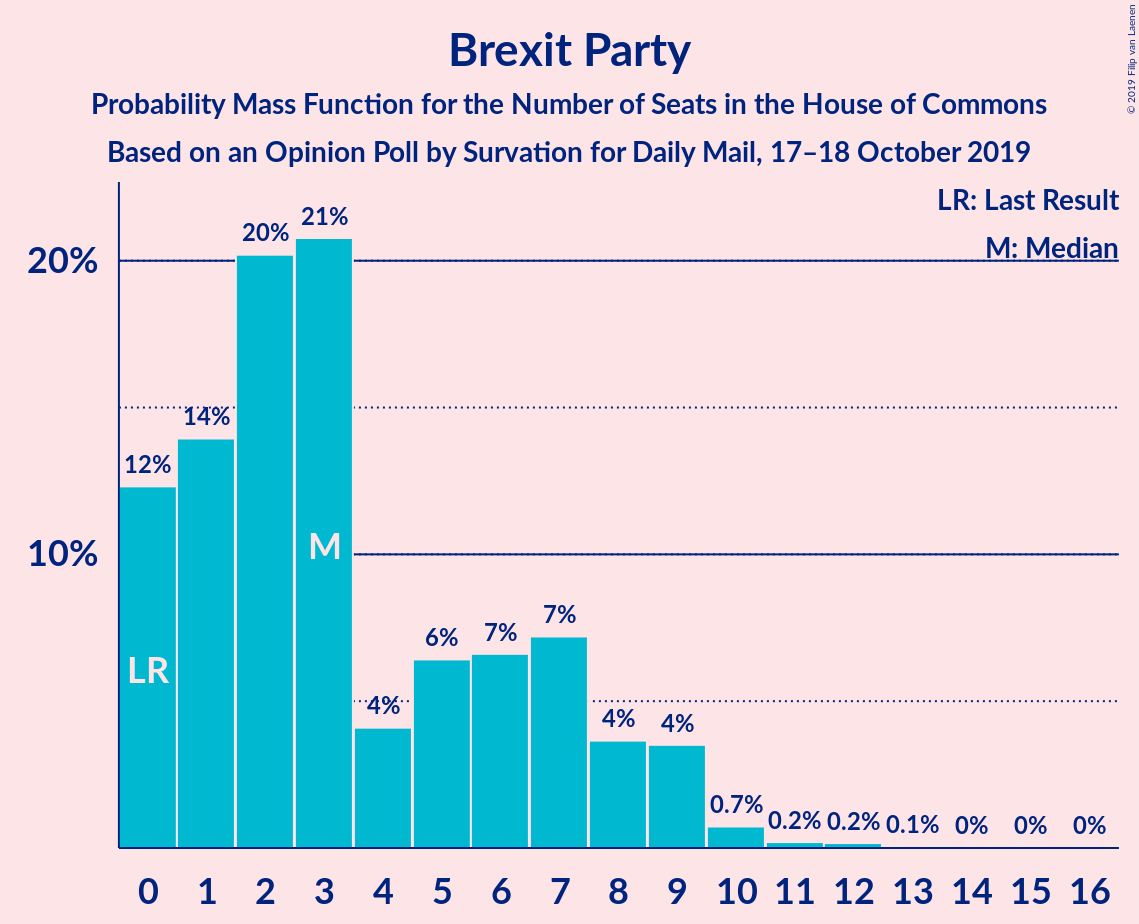 Brexit Party
Probability Mass Function for the Number of Seats in the House of Commons
Based on an Opinion Poll by Survation for Daily Mail, 17–18 October 2019
© 2019 Filip van Laenen
LR: Last Result
M: Median
20%
10%
12%
14%
20%
21%
4%
6%
7%
7%
4%
4%
0.7%
0.2%
0.2%
0.1%
0%
0%
0%
LR
M
0 1 2 3 4 5 6 7 8 9 10 11 12 13 14 15 16